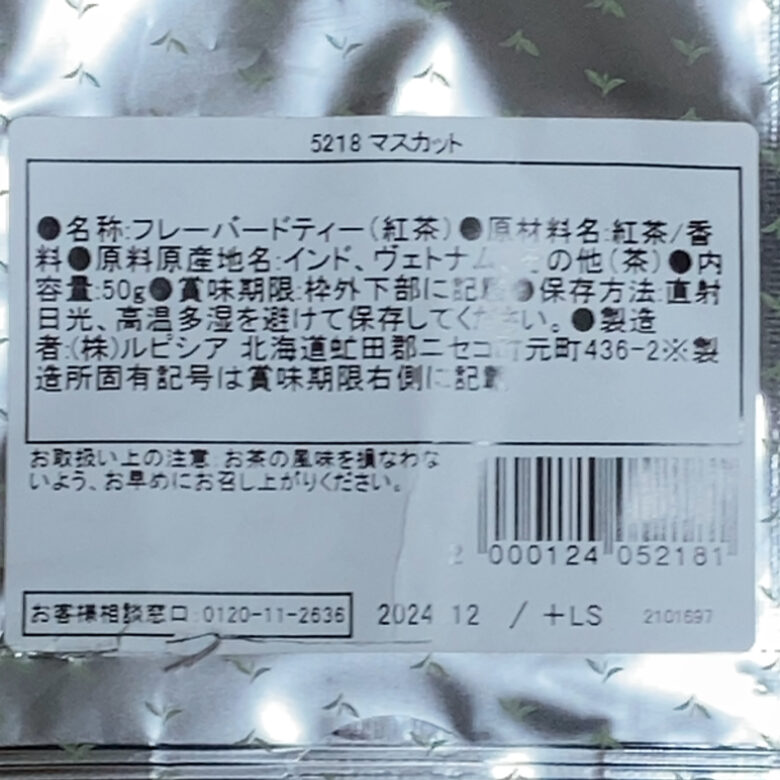 5218 マスカット
●名称:フレーバードティー(紅茶)●原材料名:紅茶/香
料●原料原産地名:インド、ヴェトナム、その他(茶)●内
容量:50g●賞味期限:枠外下部に記載●保存方法:直射
日光、高温多湿を避けて保存してください。●製造
者:(株)ルピシア 北海道虻田郡ニセコ町元町436-2※製
造所固有記号は賞味期限右側に記載
お取扱い上の注意:お茶の風味を損なわな
いよう、お早めにお召し上がりください。
2 000124 052181
お客様相談窓口:0120-11-2636
2024 12 / +LS
2101697